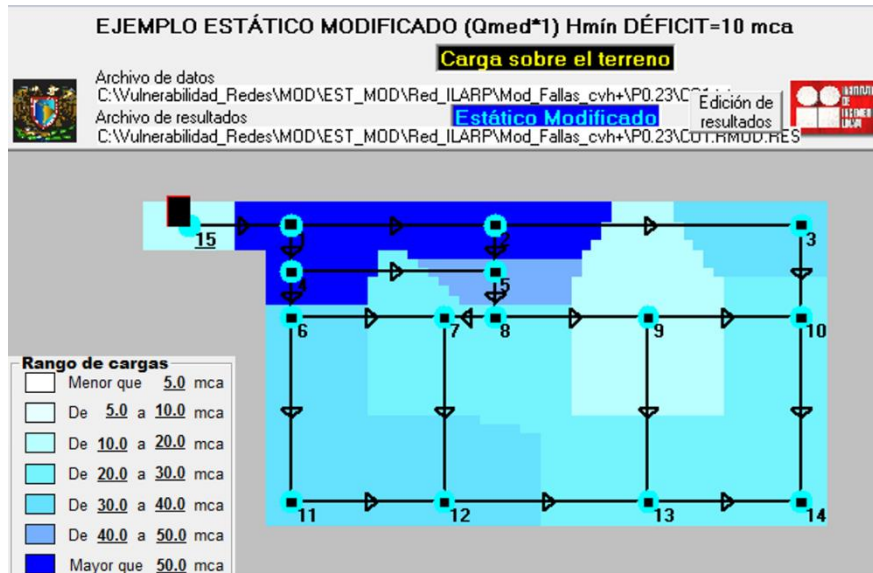 EJEMPLO ESTÁTICO MODIFICADO (Qmed*1) Hmín DÉFICIT=10 mca
Carga sobre el terreno
Archivo de datos
C:\Vulnerabilidad_Redes\MOD\EST_MOD\Red_ILARP\Mod_Fallas_cvh+\P0.23\
Archivo de resultados
Estático Modificado
Edición de
resultados
C:\Vulnerabilidad_Redes\MOD\EST_MOD\Red_ILARP\Mod_Fallas_cvh+\P0.23\COT.RMOD.RES
15
1
2
3
4
5
6
7
8
9
10
11
12
13
14
Rango de cargas
Menor que 5.0 mca
De 5.0 a 10.0 mca
De 10.0 a 20.0 mca
De 20.0 a 30.0 mca
De 30.0 a 40.0 mca
De 40.0 a 50.0 mca
Mayor que 50.0 mca